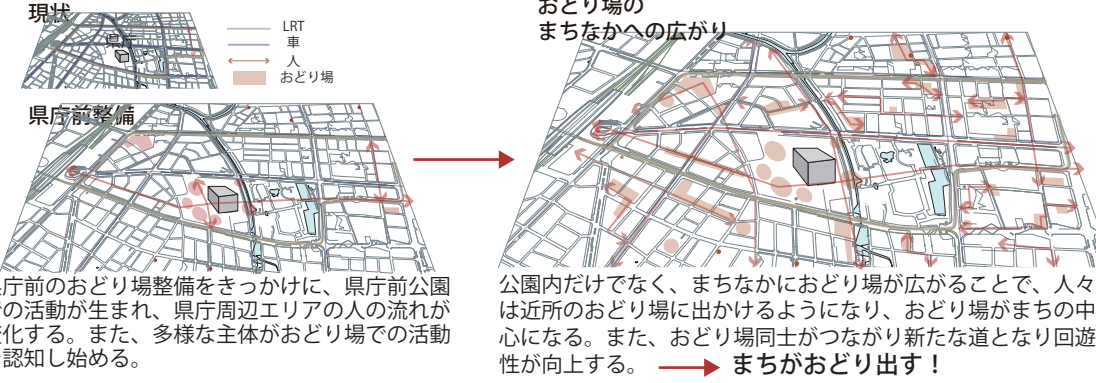 現状
県庁
LRT
車
人
おどり場
県庁前整備
庁前のおどり場整備をきっかけに、県庁前公園
の活動が生まれ、県庁周辺エリアの人の流れが
化する。また、多様な主体がおどり場での活動
認知し始める。
おどり場の
まちなかへの広がり
公園内だけでなく、まちなかにおどり場が広がることで、人々
は近所のおどり場に出かけるようになり、おどり場がまちの中
心になる。また、おどり場同士がつながり新たな道となり回遊
性が向上する。 まちがおどり出す！